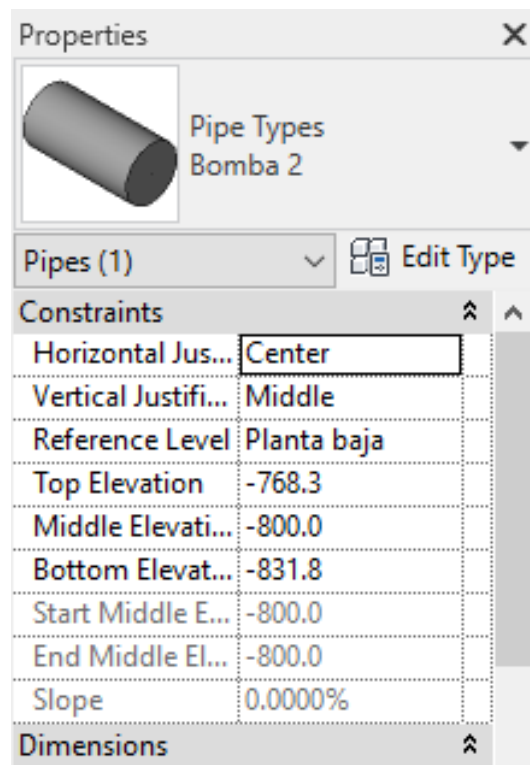 Properties
Pipe Types
Bomba 2
Pipes (1)
Edit Type
Constraints
Horizontal Jus... Center
Vertical Justifi... Middle
Reference Level Planta baja
Top Elevation -768.3
Middle Elevati... -800.0
Bottom Elevat... -831.8
Start Middle E... -800.0
End Middle El... -800.0
Slope 0.0000%
Dimensions